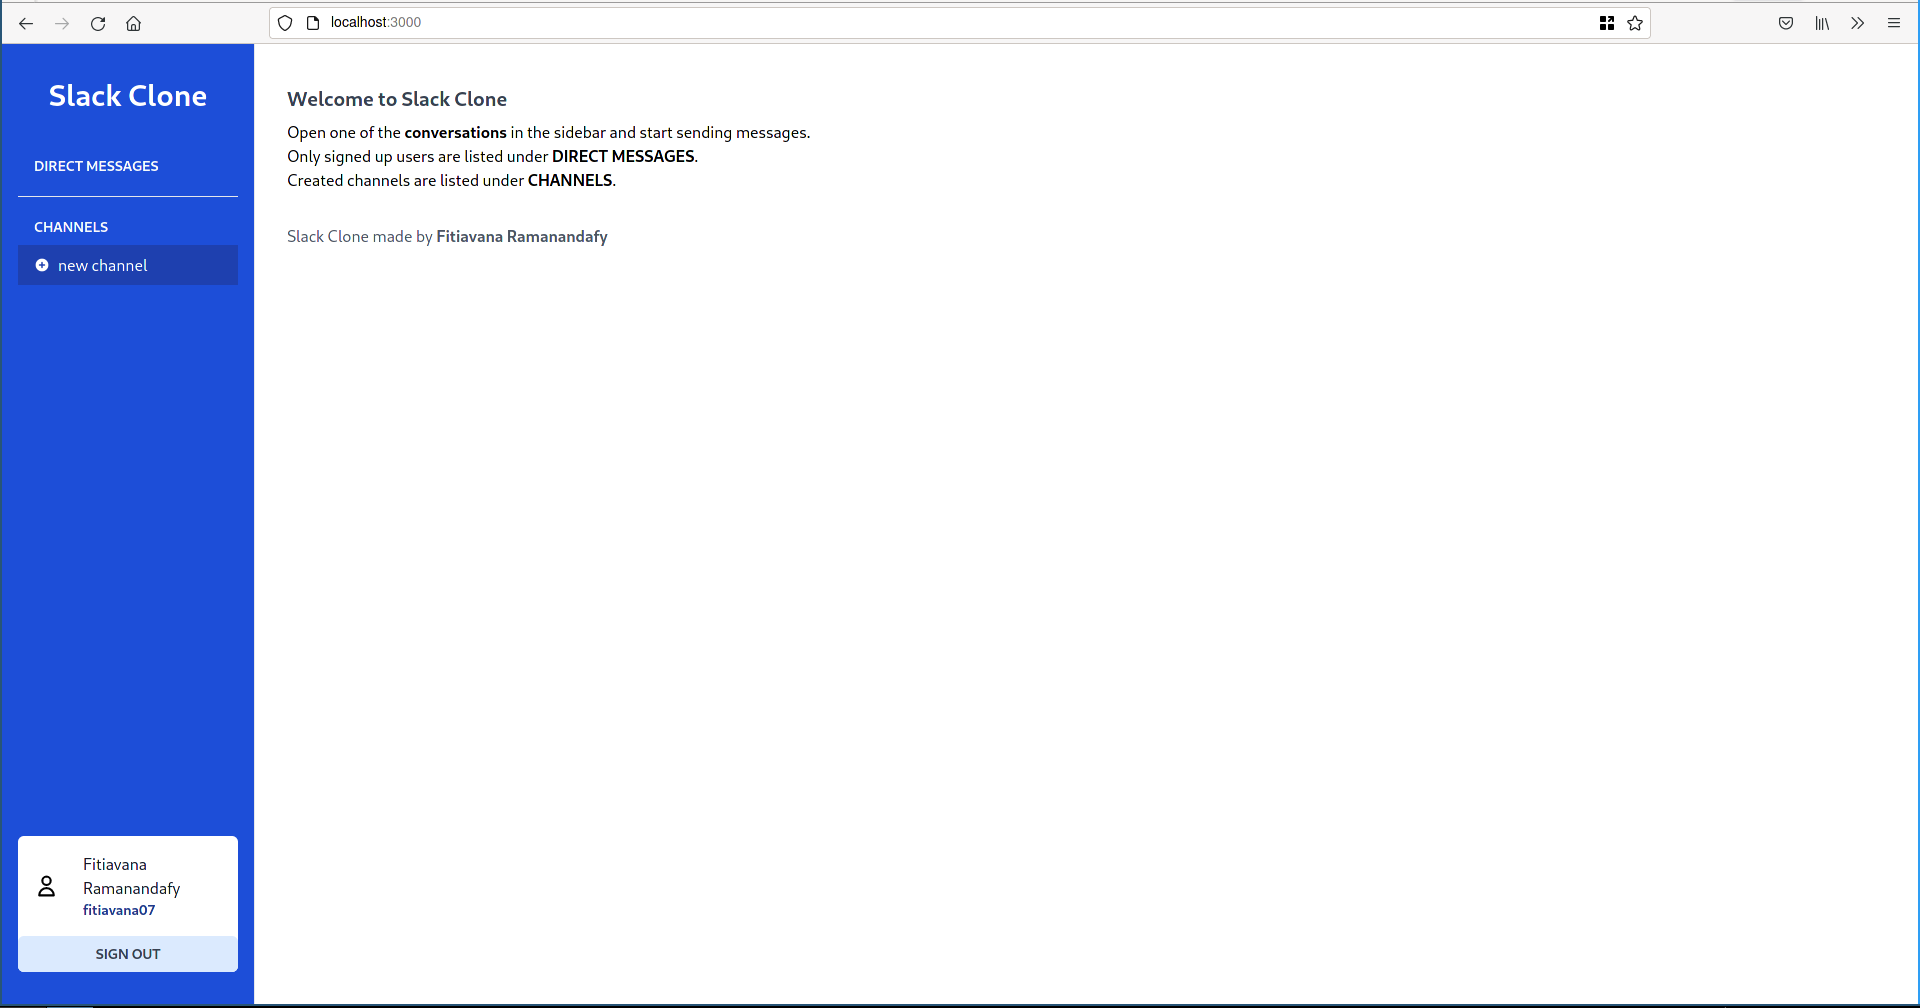 localhost:3000
Slack Clone
DIRECT MESSAGES
CHANNELS
new channel
Welcome to Slack Clone
Open one of the conversations in the sidebar and start sending messages.
Only signed up users are listed under DIRECT MESSAGES.
Created channels are listed under CHANNELS.
Slack Clone made by Fitiavana Ramanandafy
Fitiavana
Ramanandafy
fitiavana07
SIGN OUT